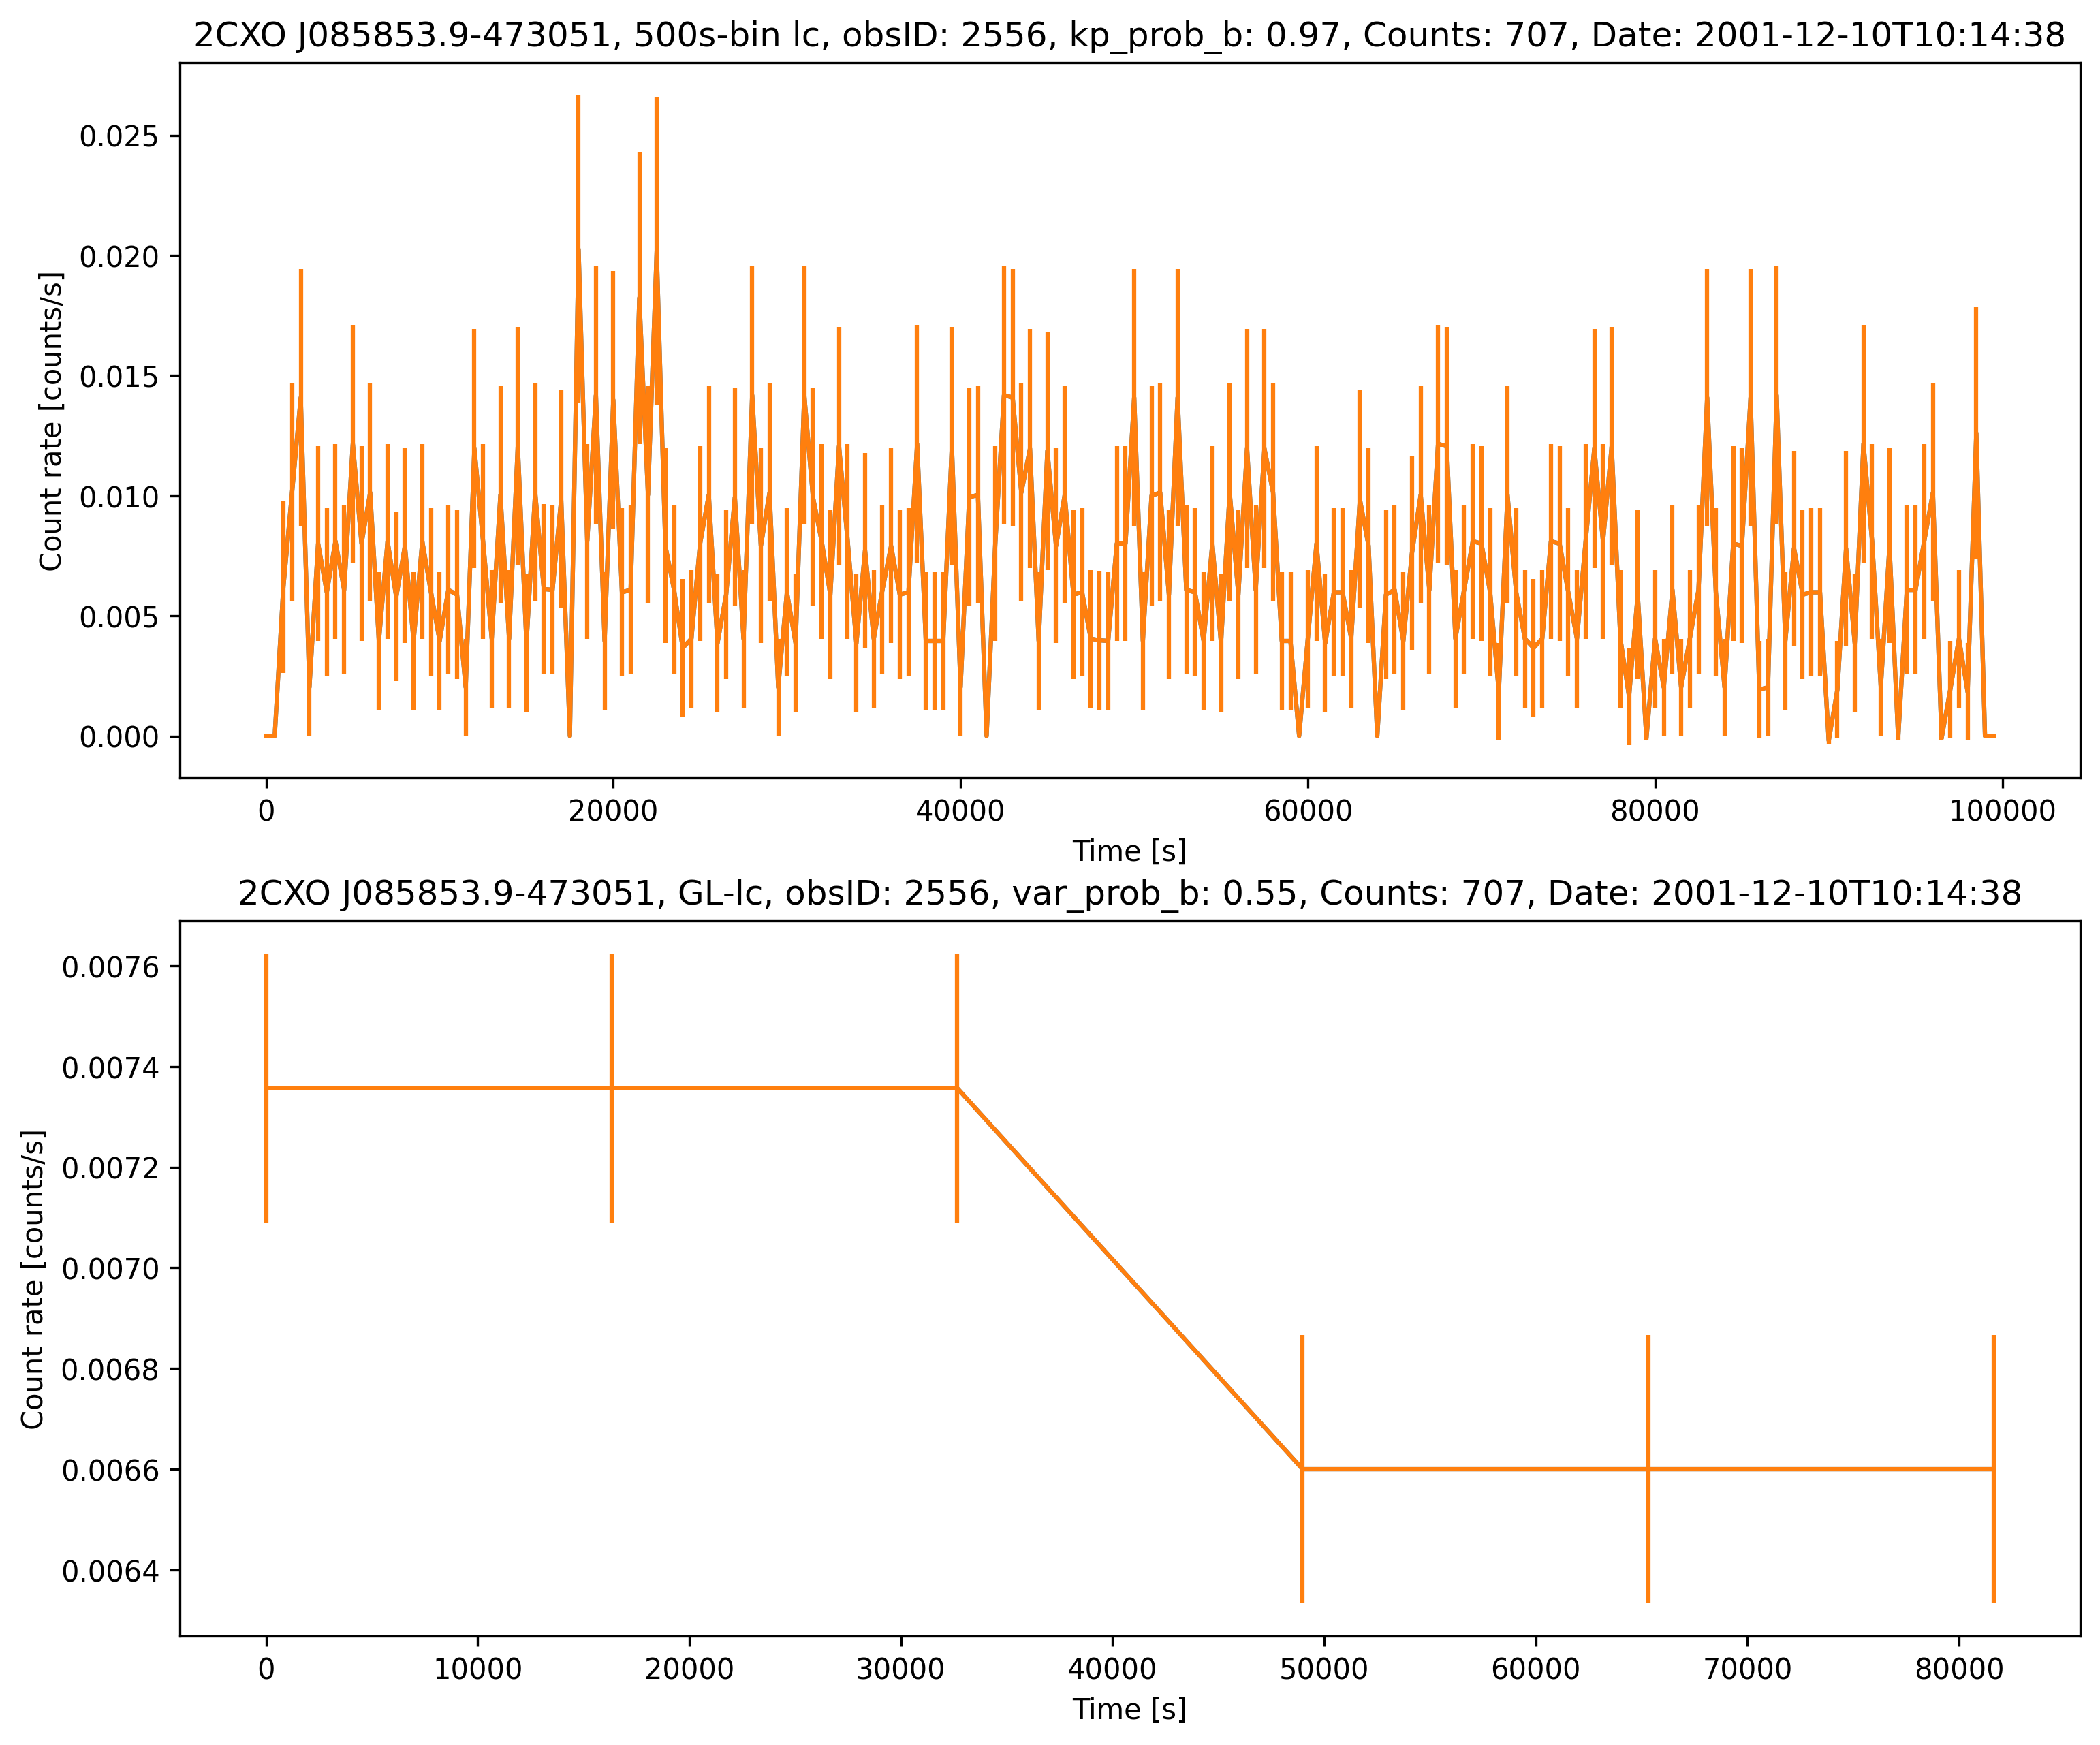 2CXO J085853.9-473051, 500s-bin lc, obsID: 2556, kp_prob_b: 0.97, Counts: 707, Date: 2001-12-10T10:14:38
Count rate [counts/s]
0.025
0.020
0.015
0.010
0.005
0.000
0 20000 40000 60000 80000 100000
Time [s]
2CXO J085853.9-473051, GL-lc, obsID: 2556, var_prob_b: 0.55, Counts: 707, Date: 2001-12-10T10:14:38
Count rate [counts/s]
0.0076
0.0074
0.0072
0.0070
0.0068
0.0066
0.0064
0 10000 20000 30000 40000 50000 60000 70000 80000
Time [s]